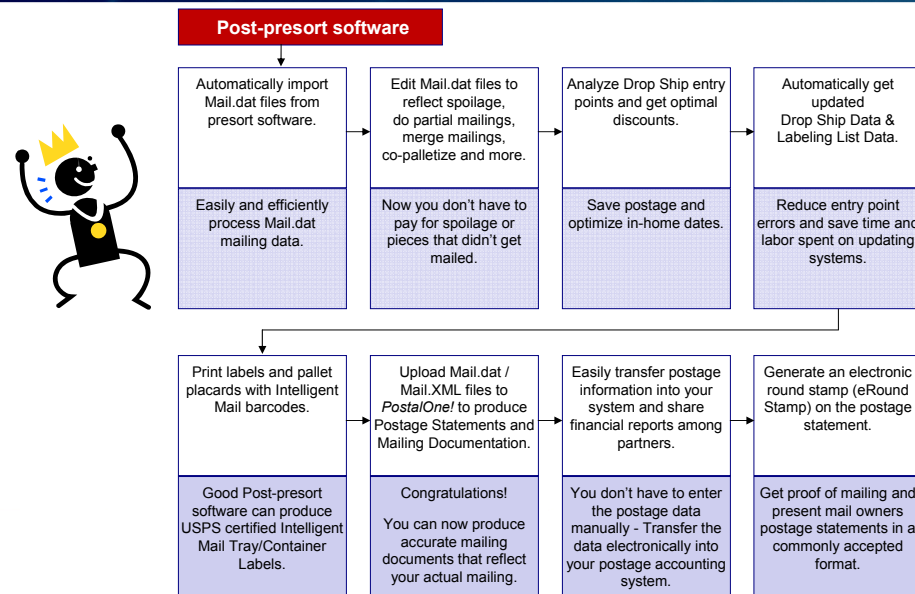 Post-presort software
Automatically import
Mail.dat files from
presort software.
Easily and efficiently
process Mail.dat
mailing data.
Edit Mail.dat files to
reflect spoilage,
do partial mailings,
merge mailings,
co-palletize and more.
Now you don't have to
pay for spoilage or
pieces that didn't get
mailed.
Analyze Drop Ship entry
points and get optimal
discounts.
Save postage and
optimize in-home dates.
Automatically get
updated
Drop Ship Data &
Labeling List Data.
Reduce entry point
errors and save time and
labor spent on updating
systems.
Print labels and pallet
placards with Intelligent
Mail barcodes.
Good Post-presort
software can produce
USPS certified Intelligent
Mail Tray/Container
Labels.
Upload Mail.dat /
Mail.XML files to
PostalOne! to produce
Postage Statements and
Mailing Documentation.
Congratulations!
You can now produce
accurate mailing
documents that reflect
your actual mailing.
Easily transfer postage
information into your
system and share
financial reports among
partners.
You don't have to enter
the postage data
manually - Transfer the
data electronically into
your postage accounting
system.
Generate an electronic
round stamp (eRound
Stamp) on the postage
statement.
Get proof of mailing and
present mail owners
postage statements in a
commonly accepted
format.